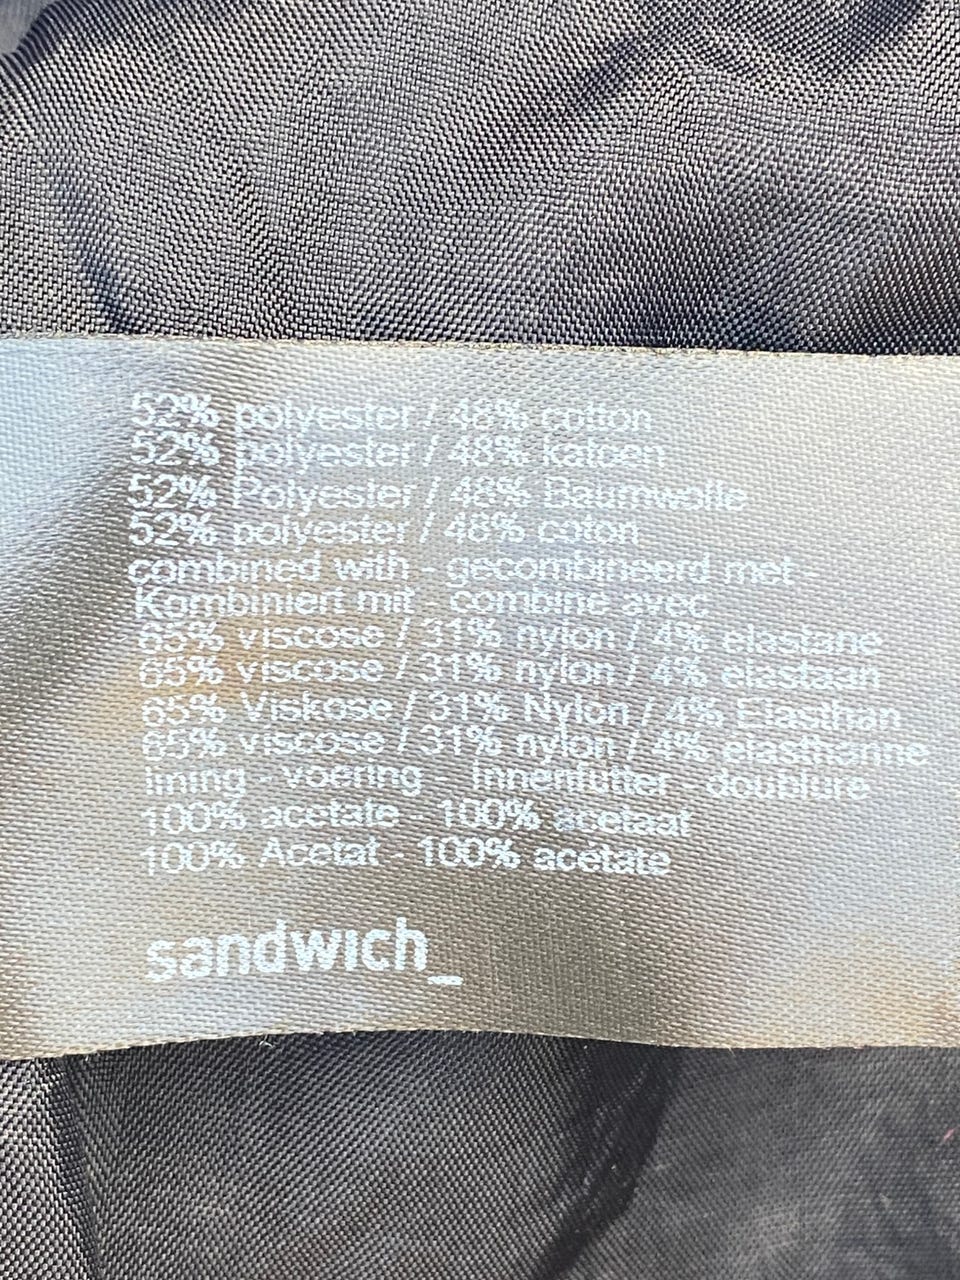 52% polyester / 48% cotton
52% polyester / 48% katoen
52% Polyester / 48% Baumwolle
52% polyester / 48% coton
combined with - gecombineerd met -
Kombiniert mit - combine avec
65% viscose / 31% nylon / 4% elastane
65% viscose / 31% nylon / 4% elastaan
65% Viskose / 31% Nylon / 4% Elasthan
65% viscose / 31% nylon / 4% elasthanne
lining - voering - Innenfutter - doublure
100% acetate - 100% acetaat
100% Acetat - 100% acétate
sandwich_